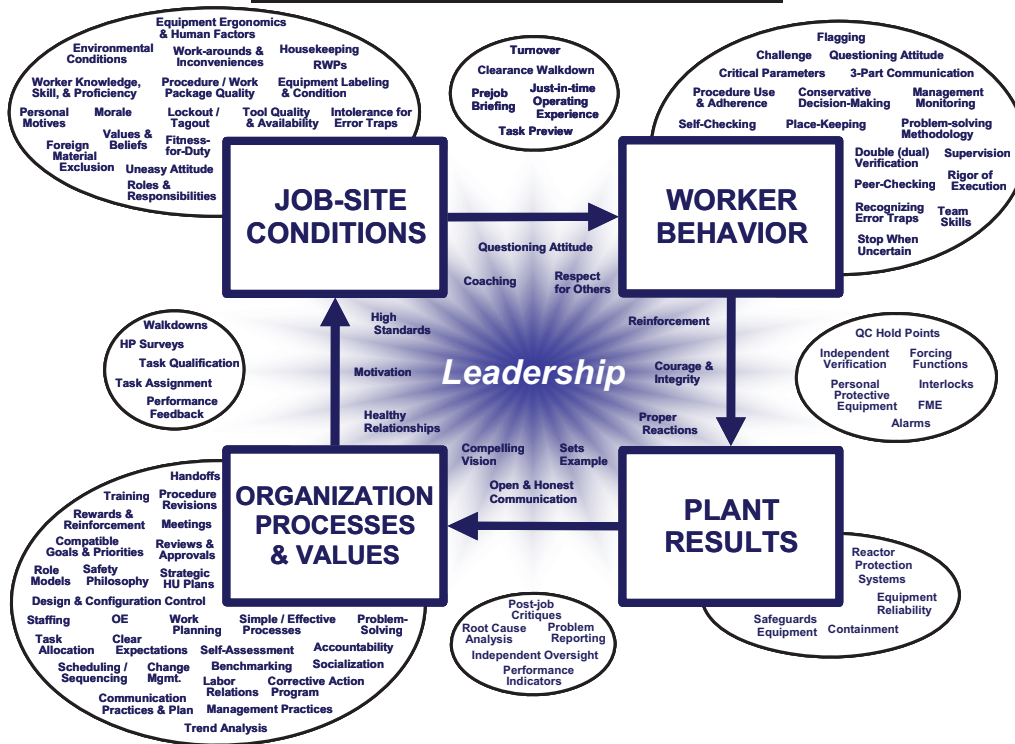 Equipment Ergonomics
& Human Factors
Environmental
Conditions
Work-arounds &
Inconveniences
Housekeeping
RWPs
Worker Knowledge,
Skill, & Proficiency
Procedure / Work
Package Quality
Equipment Labeling
& Condition
Personal
Motives
Morale
Lockout /
Tagout
Tool Quality
& Availability
Intolerance for
Error Traps
Foreign
Material
Exclusion
Values &
Beliefs
Fitness-
for-Duty
Uneasy Attitude
Roles &
Responsibilities
JOB-SITE
CONDITIONS
Turnover
Clearance Walkdown
Prejob
Briefing
Just-in-time
Operating
Experience
Task Preview
Flagging
Challenge
Questioning Attitude
Critical Parameters
3-Part Communication
Procedure Use
& Adherence
Conservative
Decision-Making
Management
Monitoring
Self-Checking
Place-Keeping
Problem-solving
Methodology
Double (dual)
Verification
Supervision
Peer-Checking
Rigor of
Execution
Recognizing
Error Traps
Team
Skills
Stop When
Uncertain
WORKER
BEHAVIOR
Questioning Attitude
Coaching
Respect
for Others
High
Standards
Reinforcement
Motivation
Leadership
Courage &
Integrity
Healthy
Relationships
Proper
Reactions
Compelling
Vision
Sets
Example
Open & Honest
Communication
Walkdowns
HP Surveys
Task Qualification
Task Assignment
Performance
Feedback
QC Hold Points
Independent
Verification
Forcing
Functions
Personal
Protective
Equipment
Interlocks
FME
Alarms
ORGANIZATION
PROCESSES
& VALUES
Handoffs
Training
Procedure
Revisions
Rewards &
Reinforcement
Meetings
Compatible
Goals & Priorities
Reviews &
Approvals
Role
Models
Safety
Philosophy
Strategic
HU Plans
Design & Configuration Control
Staffing
OE
Work
Planning
Simple / Effective
Processes
Problem-
Solving
Task
Allocation
Clear
Expectations
Self-Assessment
Accountability
Scheduling /
Sequencing
Change
Mgmt.
Benchmarking
Socialization
Labor
Relations
Corrective Action
Program
Communication
Practices & Plan
Management Practices
Trend Analysis
Post-job
Critiques
Root Cause
Analysis
Problem
Reporting
Independent Oversight
Performance
Indicators
PLANT
RESULTS
Reactor
Protection
Systems
Equipment
Reliability
Safeguards
Equipment
Containment